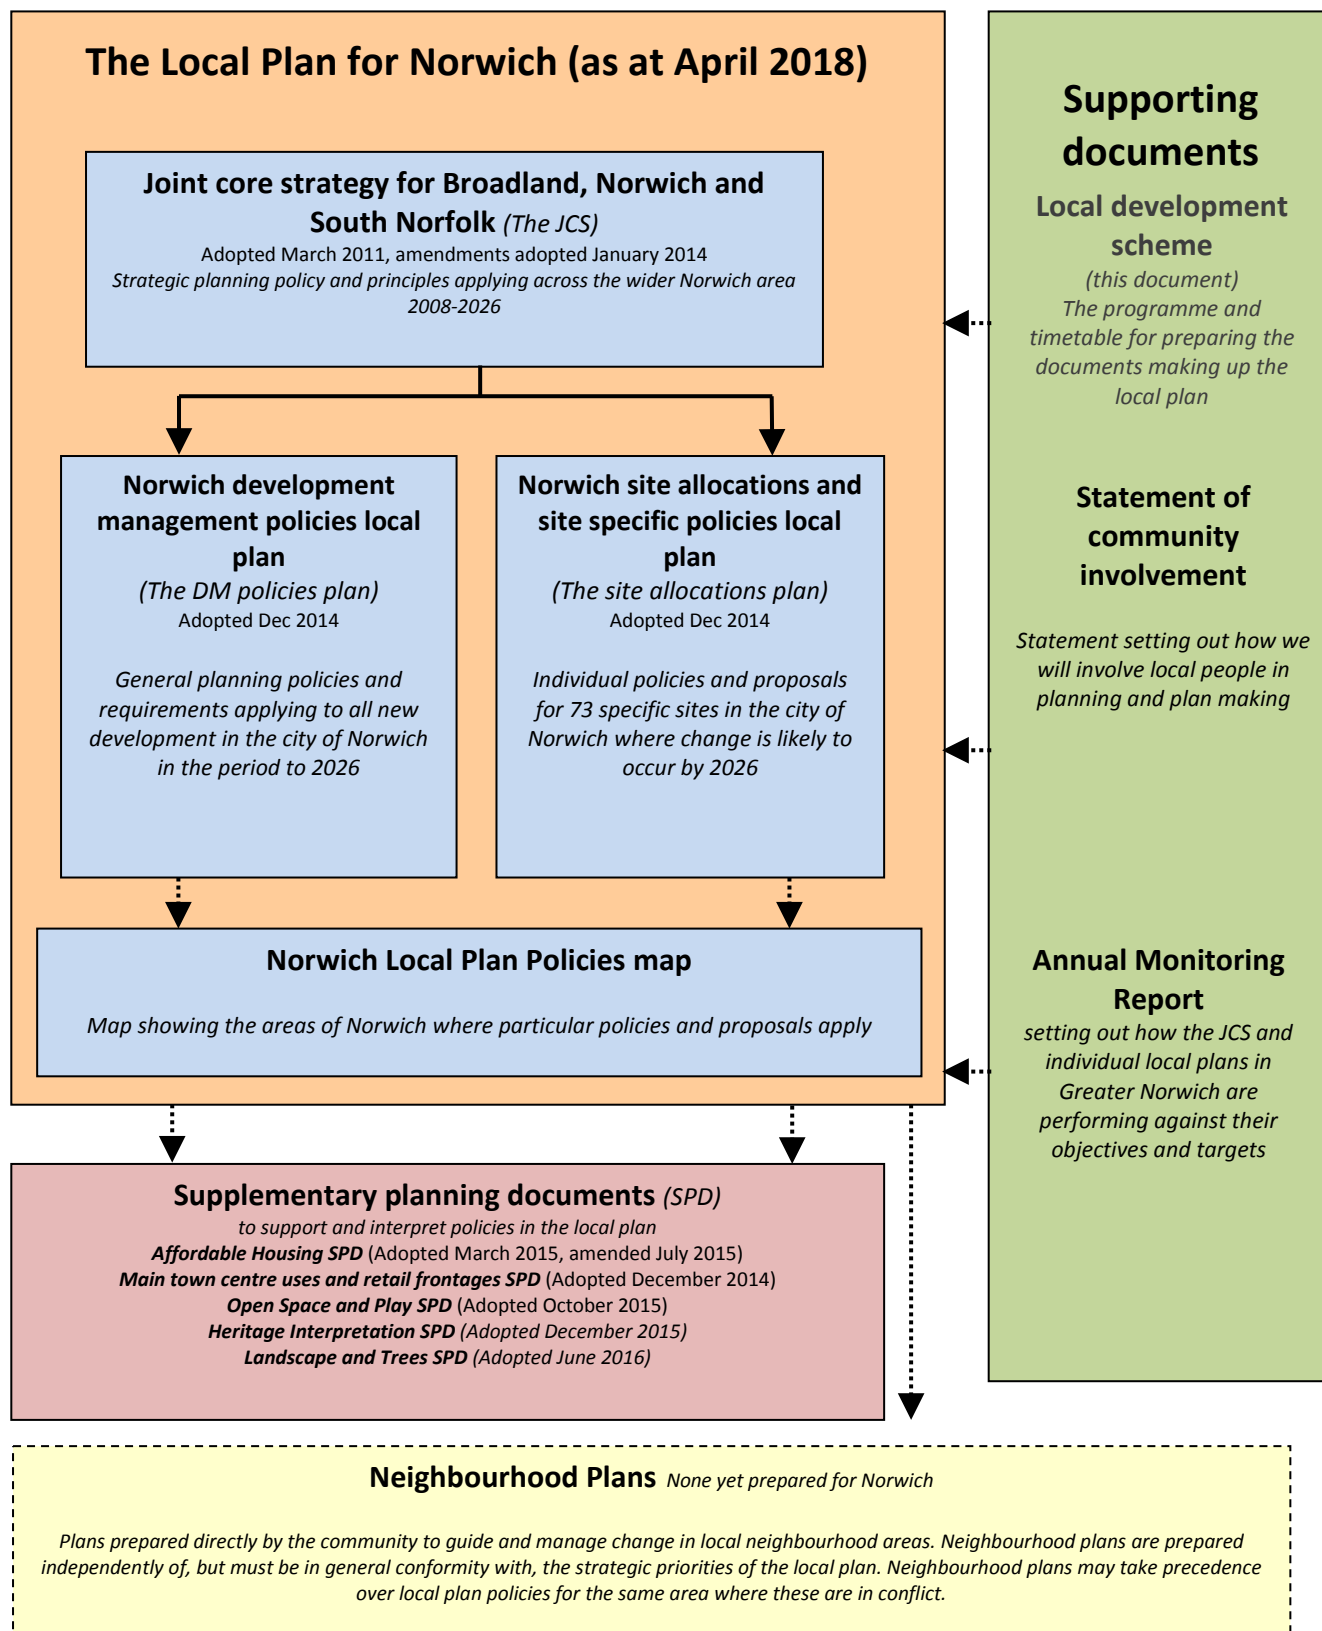 The Local Plan for Norwich (as at April 2018)
Joint core strategy for Broadland, Norwich and
South Norfolk (The JCS)
Adopted March 2011, amendments adopted January 2014
Strategic planning policy and principles applying across the wider Norwich area
2008-2026
Norwich development
management policies local
plan
(The DM policies plan)
Adopted Dec 2014
General planning policies and
requirements applying to all new
development in the city of Norwich
in the period to 2026
Norwich site allocations and
site specific policies local
plan
(The site allocations plan)
Adopted Dec 2014
Individual policies and proposals
for 73 specific sites in the city of
Norwich where change is likely to
occur by 2026
Norwich Local Plan Policies map
Map showing the areas of Norwich where particular policies and proposals apply
Supporting
documents
Local development
scheme
(this document)
The programme and
timetable for preparing the
documents making up the
local plan
Statement of
community
involvement
Statement setting out how we
will involve local people in
planning and plan making
Annual Monitoring
Report
setting out how the JCS and
individual local plans in
Greater Norwich are
performing against their
objectives and targets
Supplementary planning documents (SPD)
to support and interpret policies in the local plan
Affordable Housing SPD (Adopted March 2015, amended July 2015)
Main town centre uses and retail frontages SPD (Adopted December 2014)
Open Space and Play SPD (Adopted October 2015)
Heritage Interpretation SPD (Adopted December 2015)
Landscape and Trees SPD (Adopted June 2016)
Neighbourhood Plans None yet prepared for Norwich
Plans prepared directly by the community to guide and manage change in local neighbourhood areas. Neighbourhood plans are prepared
independently of, but must be in general conformity with, the strategic priorities of the local plan. Neighbourhood plans may take precedence
over local plan policies for the same area where these are in conflict.